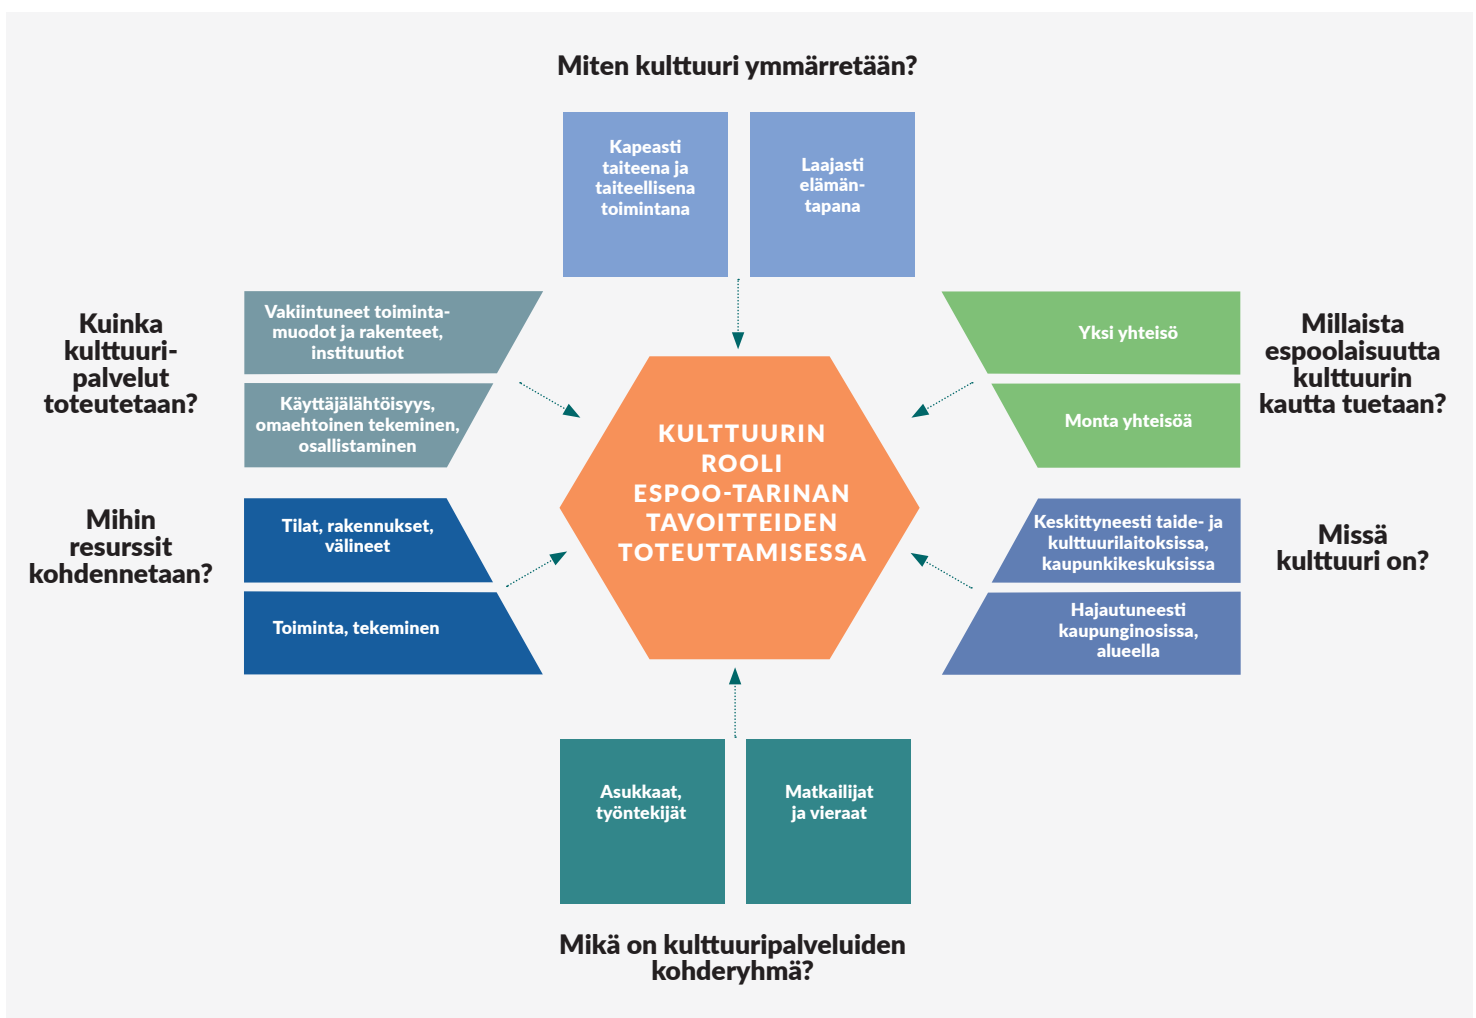 Miten kulttuuri ymmärretään?
Kapeasti
taiteena ja
taiteellisena
toimintana
Laajasti
elämän-
tapana
Kuinka
kulttuuri-
palvelut
toteutetaan?
Vakiintuneet toiminta-
muodot ja rakenteet,
instituutiot
Käyttäjälähtöisyys,
omaehtoinen tekeminen,
osallistaminen
Yksi yhteisö
Monta yhteisöä
Millaista
espoolaisuutta
kulttuurin
kautta tuetaan?
KULTTUURIN
ROOLI
ESPOO-TARINAN
TAVOITTEIDEN
TOTEUTTAMISESSA
Mihin
resurssit
kohdennetaan?
Tilat, rakennukset,
välineet
Toiminta, tekeminen
Keskittyneesti taide- ja
kulttuurilaitoksissa,
kaupunkikeskuksissa
Hajautuneesti
kaupunginosissa,
alueella
Missä
kulttuuri on?
Asukkaat,
työntekijät
Matkailijat
ja vieraat
Mikä on kulttuuripalveluiden
kohderyhmä?